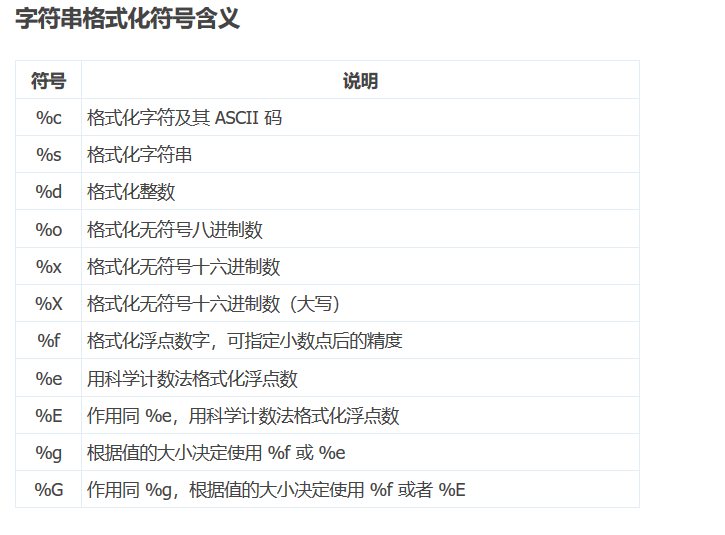 字符串格式化符号含义
符号 说明
%c 格式化字符及其 ASCII 码
%s 格式化字符串
%d 格式化整数
%o 格式化无符号八进制数
%x 格式化无符号十六进制数
%X 格式化无符号十六进制数（大写）
%f 格式化浮点数字，可指定小数点后的精度
%e 用科学计数法格式化浮点数
%E 作用同 %e，用科学计数法格式化浮点数
%g 根据值的大小决定使用 %f 或 %e
%G 作用同 %g，根据值的大小决定使用 %f 或者 %E